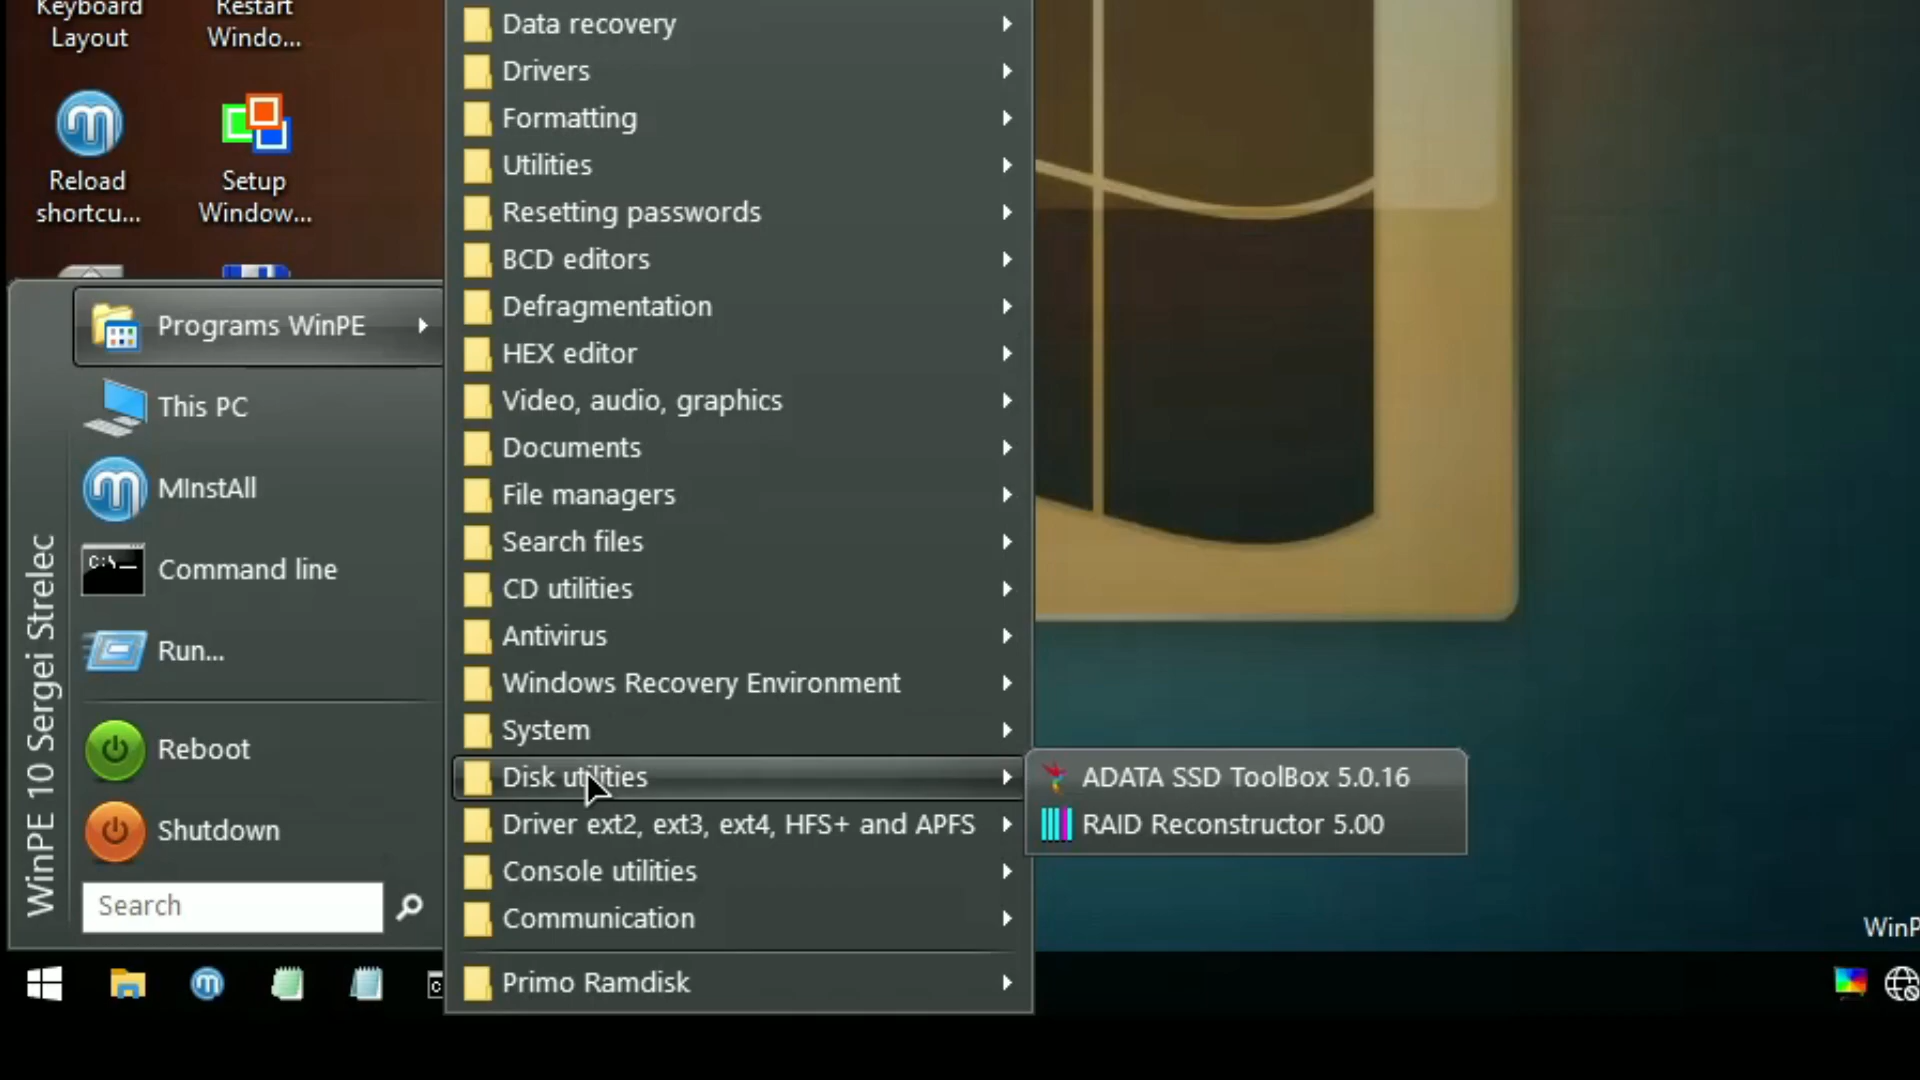 Keyboard
Layout
Restart
Windo...
Reload
shortcu...
Setup
Window...
WinPE 10 Sergei Strelec
Programs WinPE
This PC
MInstAll
Command line
Run...
Reboot
Shutdown
Search
Data recovery
Drivers
Formatting
Utilities
Resetting passwords
BCD editors
Defragmentation
HEX editor
Video, audio, graphics
Documents
File managers
Search files
CD utilities
Antivirus
Windows Recovery Environment
System
Disk utilities
Driver ext2, ext3, ext4, HFS+ and APFS
Console utilities
Communication
Primo Ramdisk
ADATA SSD ToolBox 5.0.16
RAID Reconstructor 5.00
WinP